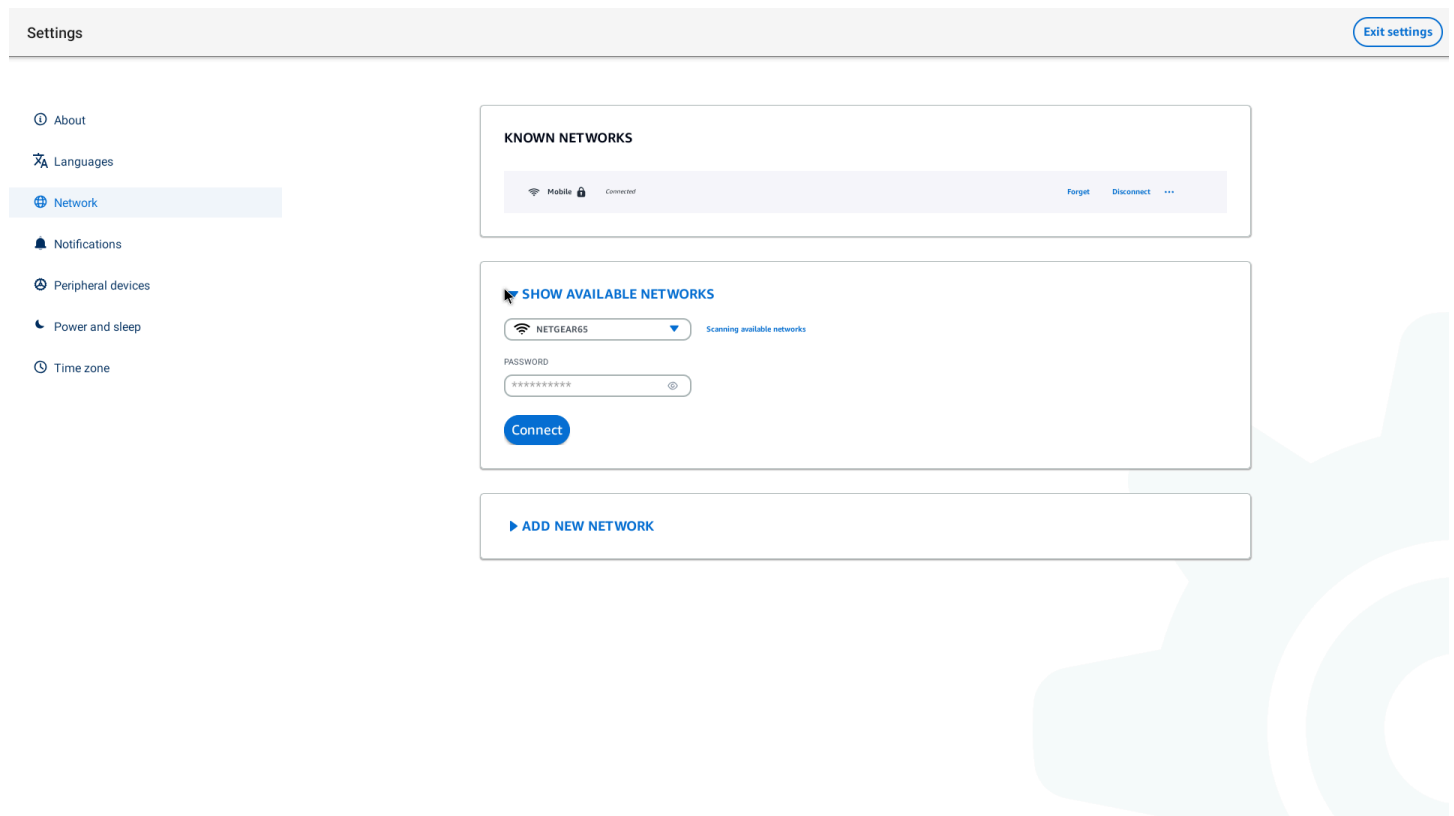 Settings
Exit settings
About
Languages
Network
Notifications
Peripheral devices
Power and sleep
Time zone
KNOWN NETWORKS
Mobile Connected Forget Disconnect ...
SHOW AVAILABLE NETWORKS
NETGEAR65 Scanning available networks
PASSWORD
**********
Connect
ADD NEW NETWORK